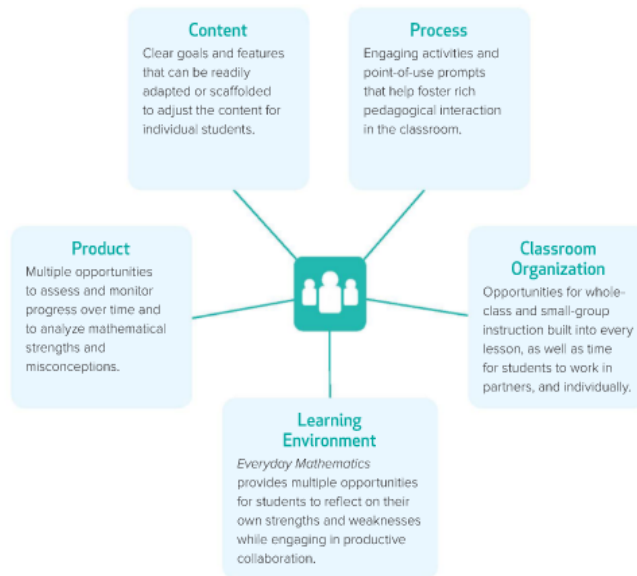 Content
Clear goals and features
that can be readily
adapted or scaffolded
to adjust the content for
individual students.
Process
Engaging activities and
point-of-use prompts
that help foster rich
pedagogical interaction
in the classroom.
Product
Multiple opportunities
to assess and monitor
progress over time and
to analyze mathematical
strengths and
misconceptions.
Classroom
Organization
Opportunities for whole-
class and small-group
instruction built into every
lesson, as well as time
for students to work in
partners, and individually.
Learning
Environment
Everyday Mathematics
provides multiple opportunities
for students to reflect on their
own strengths and weaknesses
while engaging in productive
collaboration.